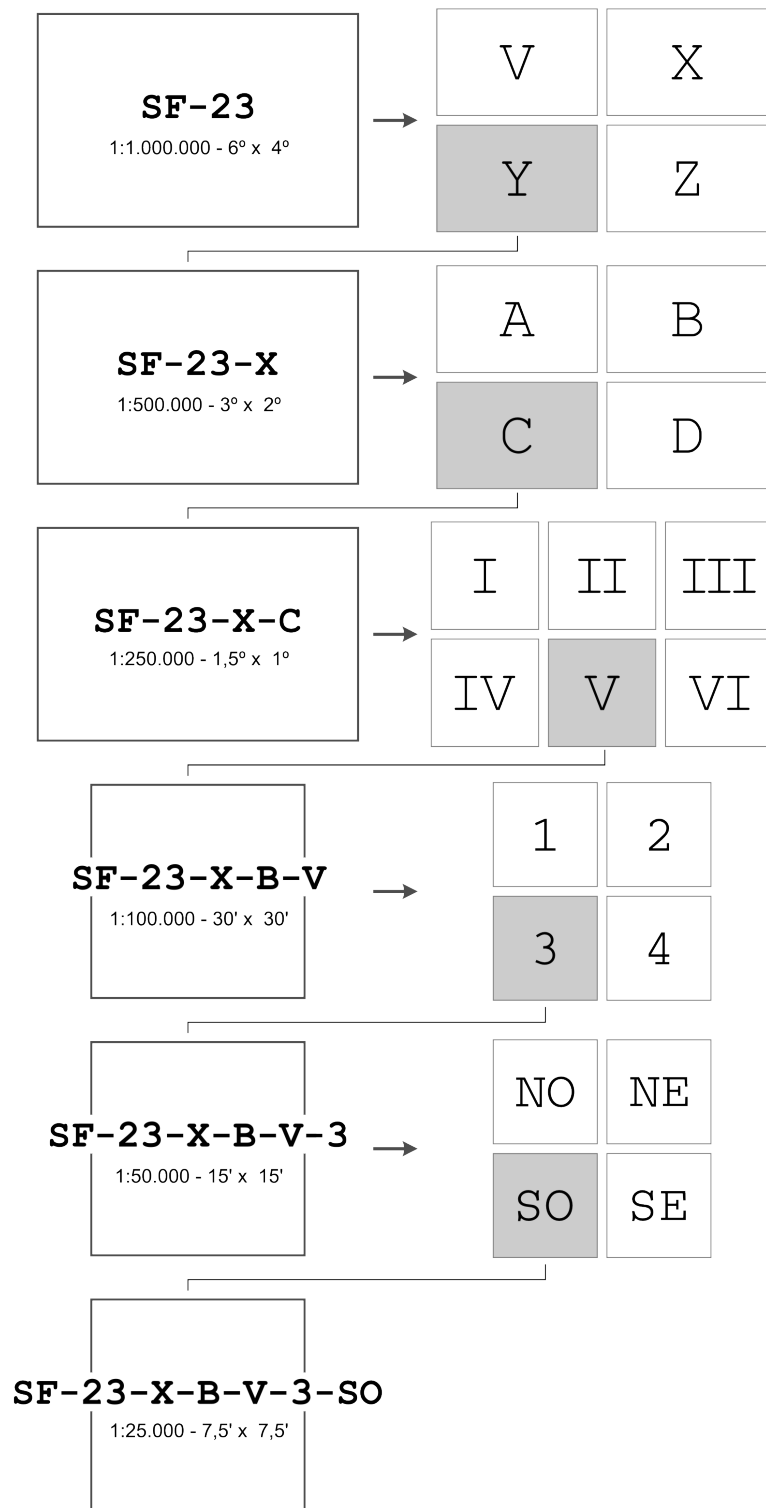 SF-23
1:1.000.000 - 6º x 4º
V X
Y Z
SF-23-X
1:500.000 - 3º x 2º
A B
C D
SF-23-X-C
1:250.000 - 1,5º x 1º
I II III
IV V VI
SF-23-X-B-V
1:100.000 - 30' x 30'
1 2
3 4
SF-23-X-B-V-3
1:50.000 - 15' x 15'
NO NE
SO SE
SF-23-X-B-V-3-SO
1:25.000 - 7,5' x 7,5'